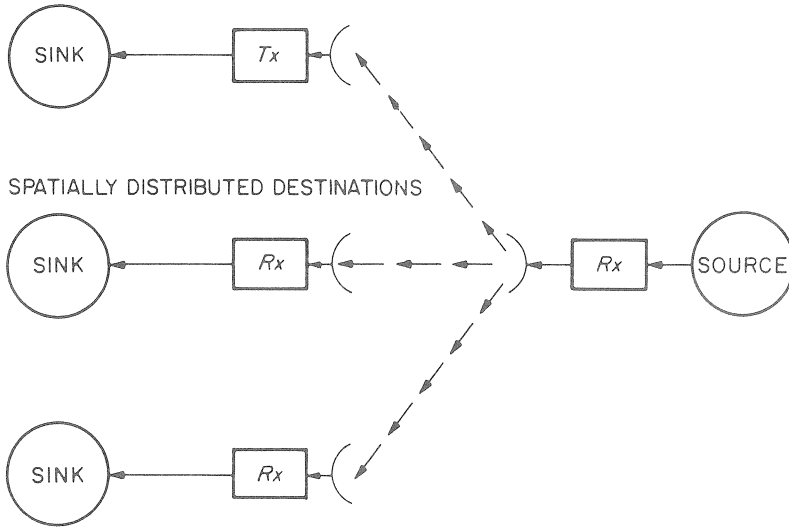 SINK
Tx
SPATIALLY DISTRIBUTED DESTINATIONS
SINK
Rx
Rx
SOURCE
SINK
Rx